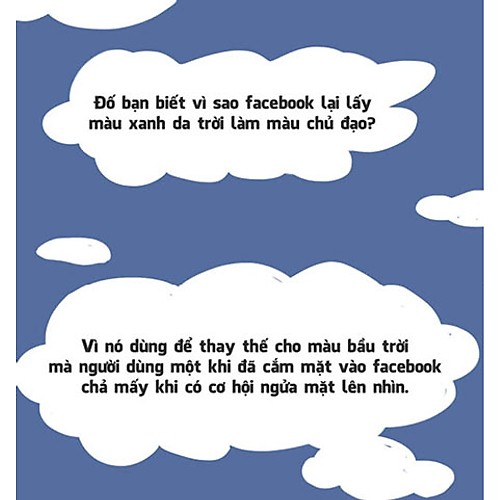 Đố bạn biết vì sao facebook lại lấy
màu xanh da trời làm màu chủ đạo?
Vì nó dùng để thay thế cho màu bầu trời
mà người dùng một khi đã cắm mặt vào facebook
chả mấy khi có cơ hội ngửa mặt lên nhìn.